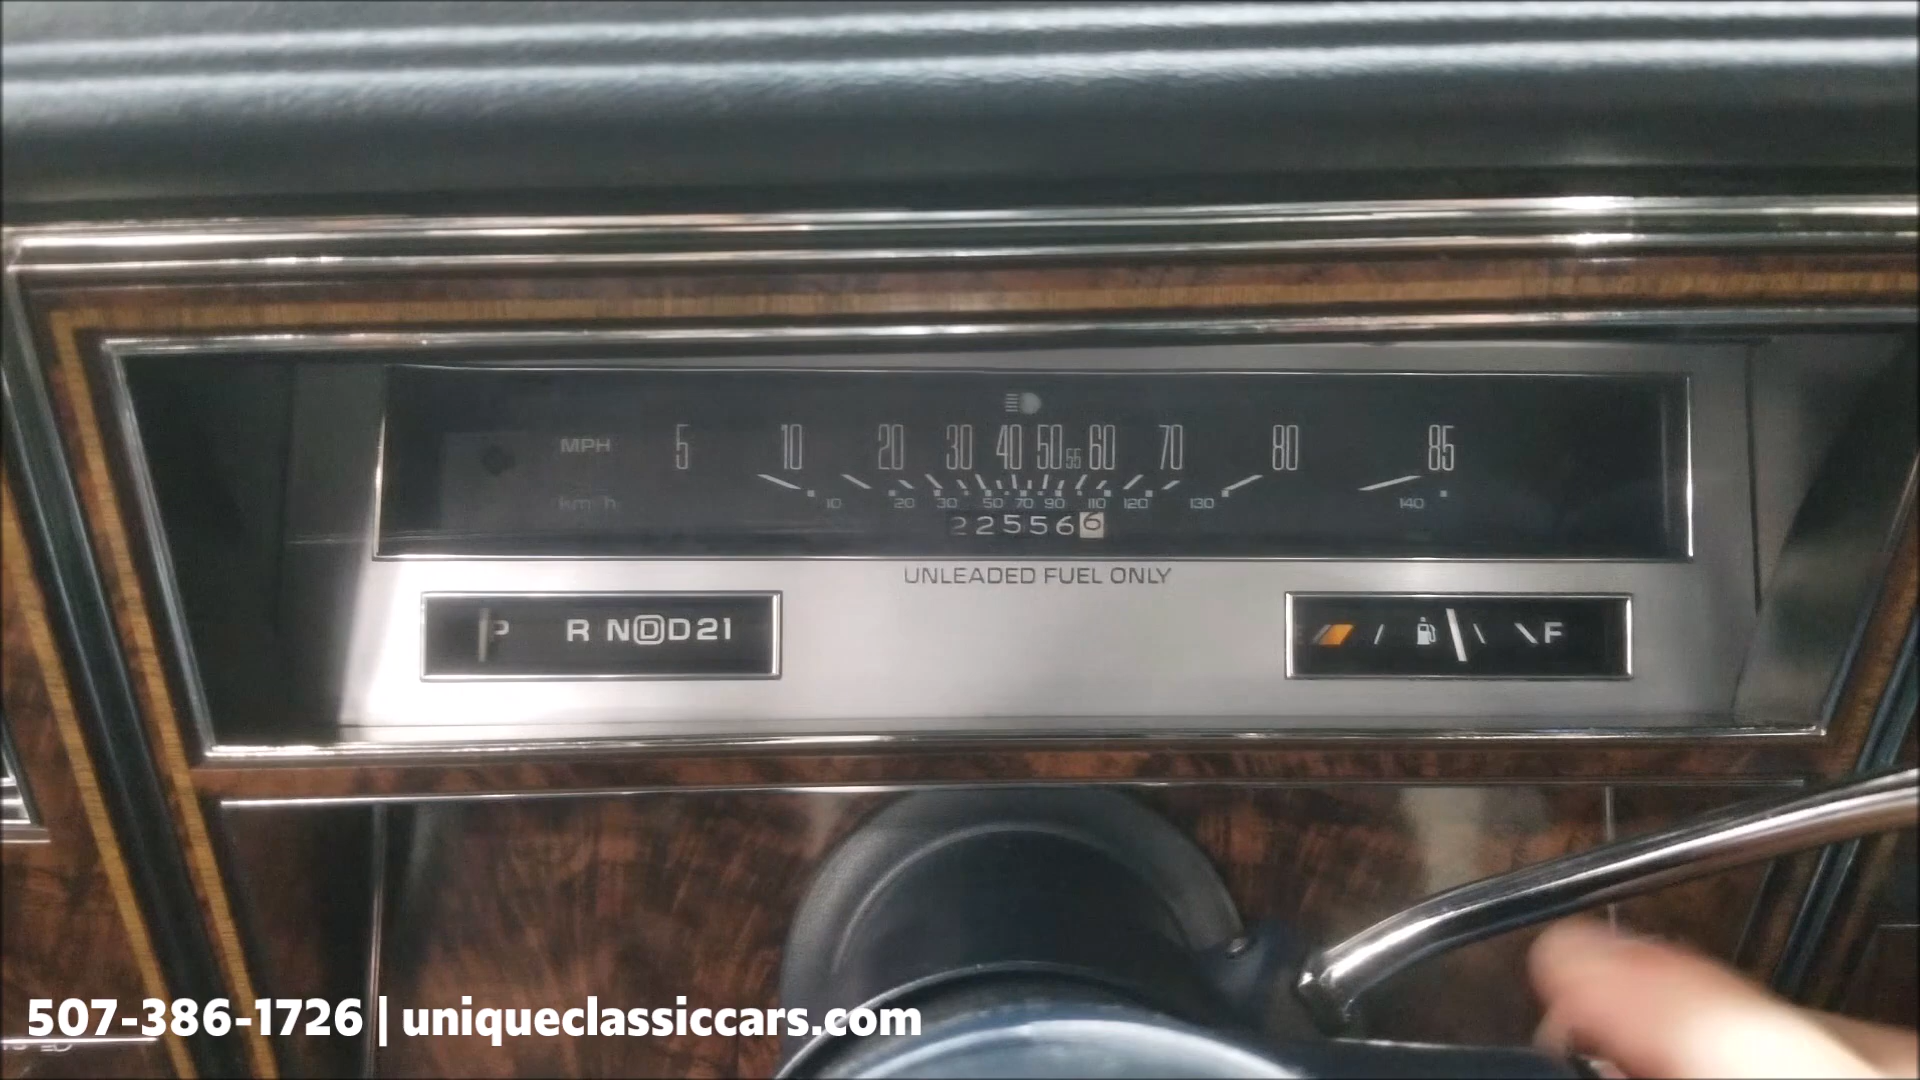 MPH 5 10 20 30 40 50 55 60 70 80 85
km/h 10 20 30 50 70 90 110 120 130 140
225566
UNLEADED FUEL ONLY
P R N D D 2 1
F
507-386-1726 | uniqueclassiccars.com